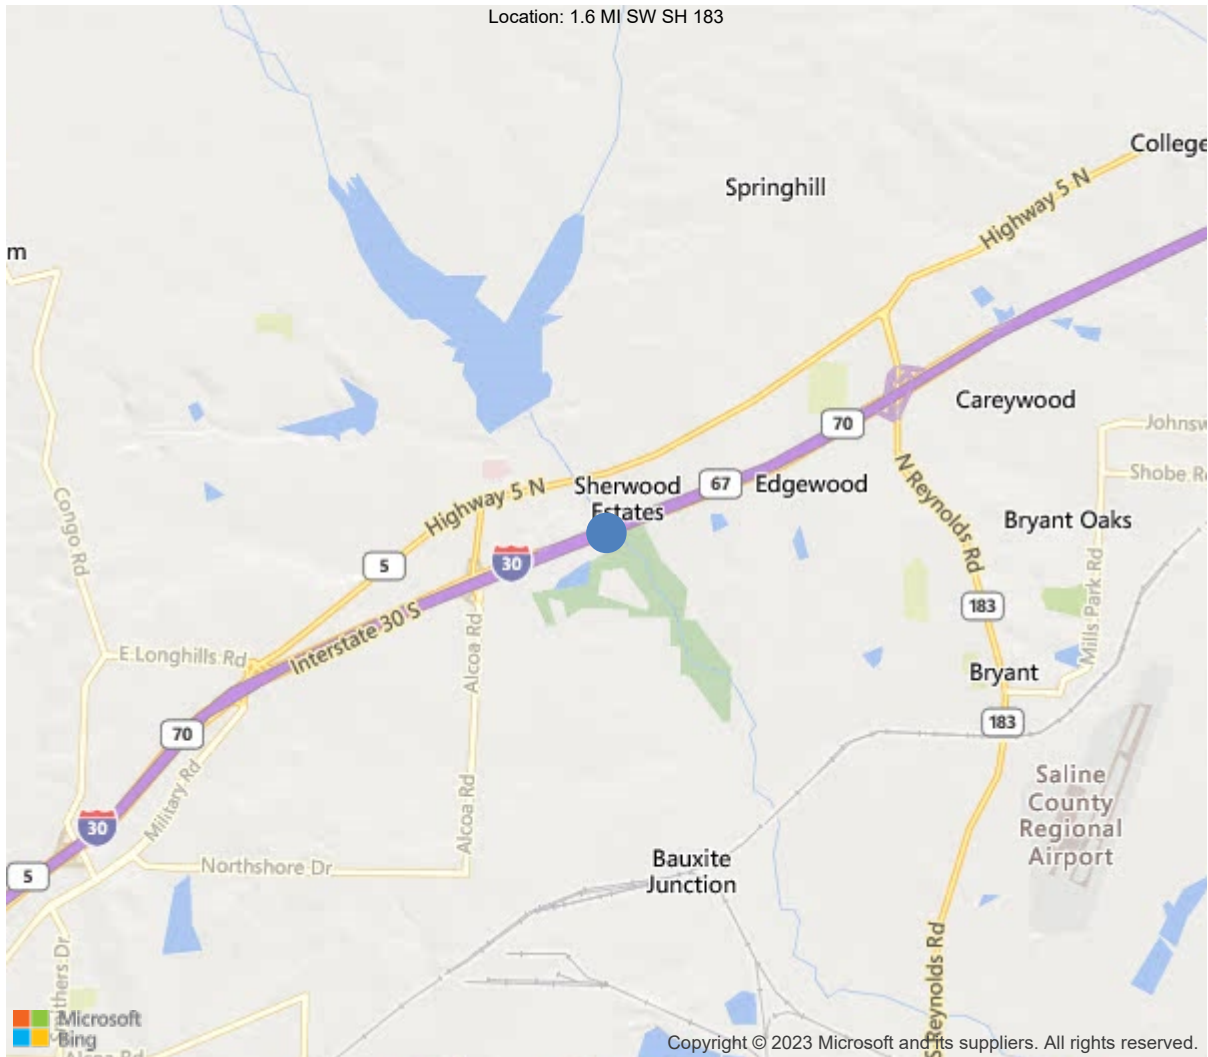 Location: 1.6 MI SW SH 183
College
Springhill
Highway 5 N
m
Careywood
70
Johnsw
Shobe R
Sherwood
Estates
67
Edgewood
Highway 5 N
N Reynolds Rd
Bryant Oaks
Congo Rd
5
30
183
Mills Park Rd
Interstate 30 S
Alcoa Rd
E Longhills Rd
Bryant
183
70
Military Rd
Saline
County
Regional
Airport
Alcoa Rd
30
Bauxite
Junction
Northshore Dr
5
S Reynolds Rd
thers Dr
Microsoft
Bing
Copyright © 2023 Microsoft and its suppliers. All rights reserved.